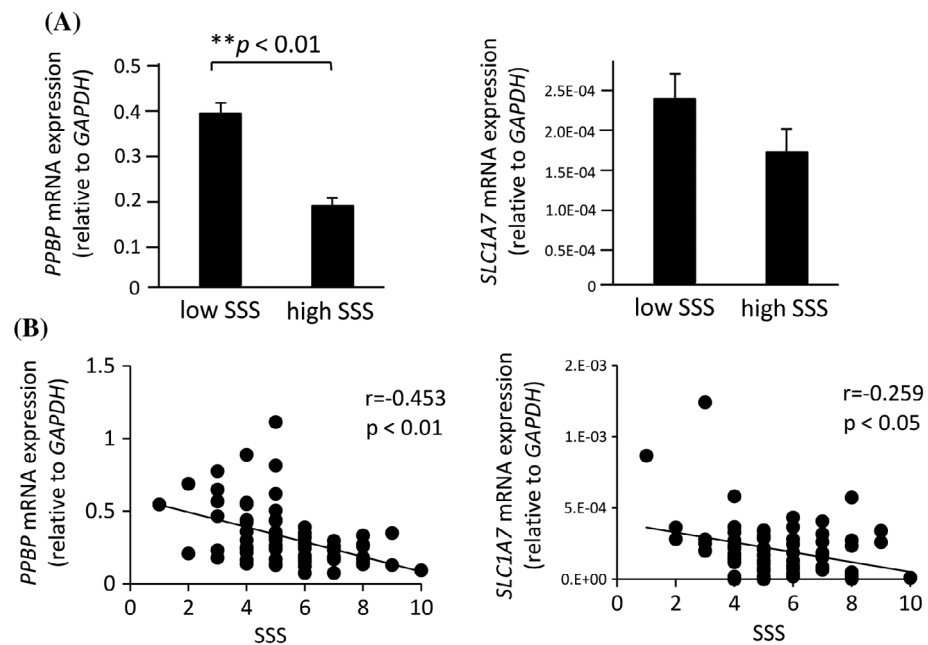 (A)
**p < 0.01
PPBP mRNA expression
(relative to GAPDH)
0.5
0.4
0.3
0.2
0.1
0
low SSS
high SSS
SLC1A7 mRNA expression
(relative to GAPDH)
2.5E-04
2.0E-04
1.5E-04
1.0E-04
0.5E-04
0
low SSS
high SSS
(B)
PPBP mRNA expression
(relative to GAPDH)
1.5
1
0.5
0
r=-0.453
p < 0.01
0 2 4 6 8 10
SSS
SLC1A7 mRNA expression
(relative to GAPDH)
2.E-03
1.E-03
5.E-04
0.E+00
r=-0.259
p < 0.05
0 2 4 6 8 10
SSS